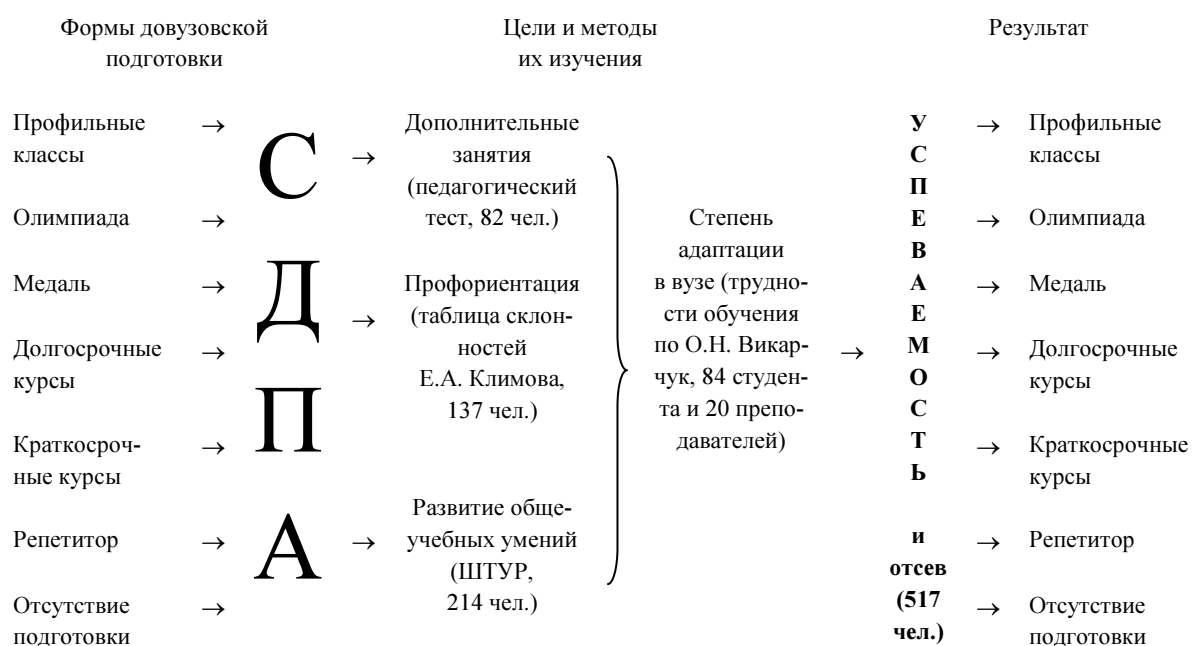 Формы довузовской
подготовки
Цели и методы
их изучения
Результат
Профильные
классы
Олимпиада
Медаль
Долгосрочные
курсы
Краткосроч-
ные курсы
Репетитор
Отсутствие
подготовки
С
Д
П
А
Дополнительные
занятия
(педагогический
тест, 82 чел.)
Профориентация
(таблица склон-
ностей
Е.А. Климова,
137 чел.)
Развитие обще-
учебных умений
(ШТУР,
214 чел.)
Степень
адаптации
в вузе (трудно-
сти обучения
по О.Н. Викар-
чук, 84 студен-
та и 20 препо-
давателей)
У
С
П
Е
В
А
Е
М
О
С
Т
Ь
и
отсев
(517
чел.)
Профильные
классы
Олимпиада
Медаль
Долгосрочные
курсы
Краткосрочные
курсы
Репетитор
Отсутствие
подготовки